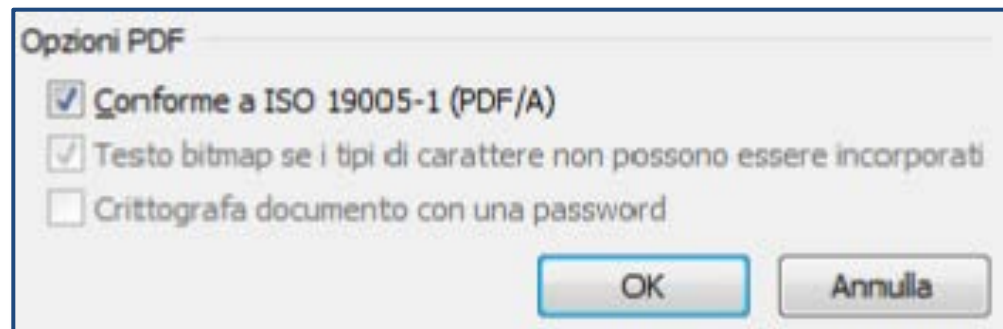 Opzioni PDF
Conforme a ISO 19005-1 (PDF/A)
Testo bitmap se i tipi di carattere non possono essere incorporati
Crittografa documento con una password
OK Annulla